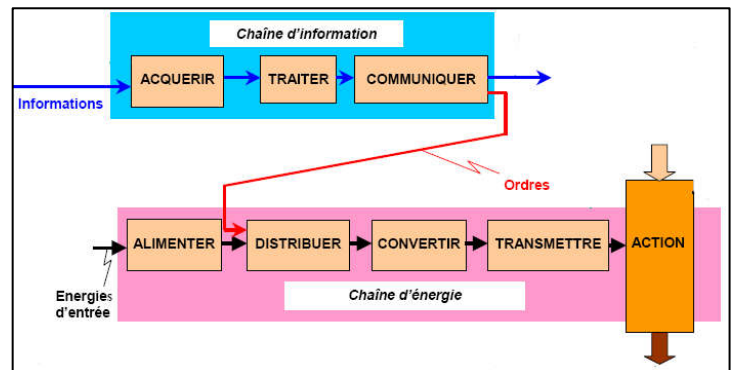 Chaîne d'information
ACQUERIR
TRAITER
COMMUNIQUER
Informations
Ordres
ALIMENTER
DISTRIBUER
CONVERTIR
TRANSMETTRE
ACTION
Energies
d'entrée
Chaîne d'énergie